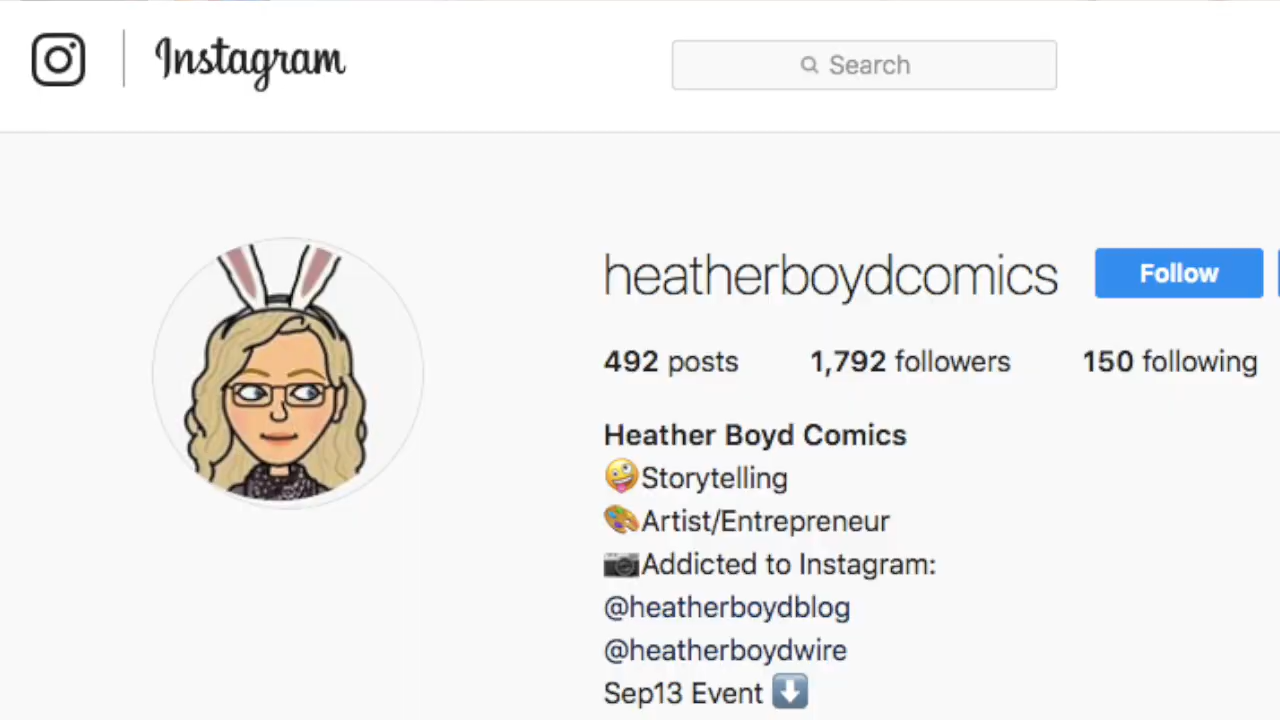 Instagram
Search
heatherboydcomics
Follow
492 posts 1,792 followers 150 following
Heather Boyd Comics
🤪Storytelling
🎨Artist/Entrepreneur
📷Addicted to Instagram:
@heatherboydblog
@heatherboydwire
Sep13 Event ⬇️